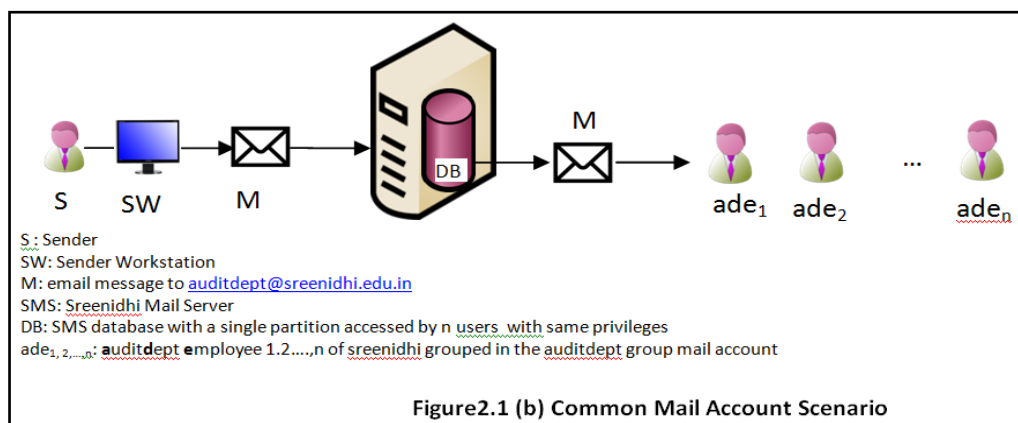 M
DB
S SW M
ade1 ade2 ... aden
S : Sender
SW: Sender Workstation
M: email message to auditdept@sreenidhi.edu.in
SMS: Sreenidhi Mail Server
DB: SMS database with a single partition accessed by n users with same privileges
ade1, 2,...,n: auditdept employee 1.2....,n of sreenidhi grouped in the auditdept group mail account
Figure2.1 (b) Common Mail Account Scenario